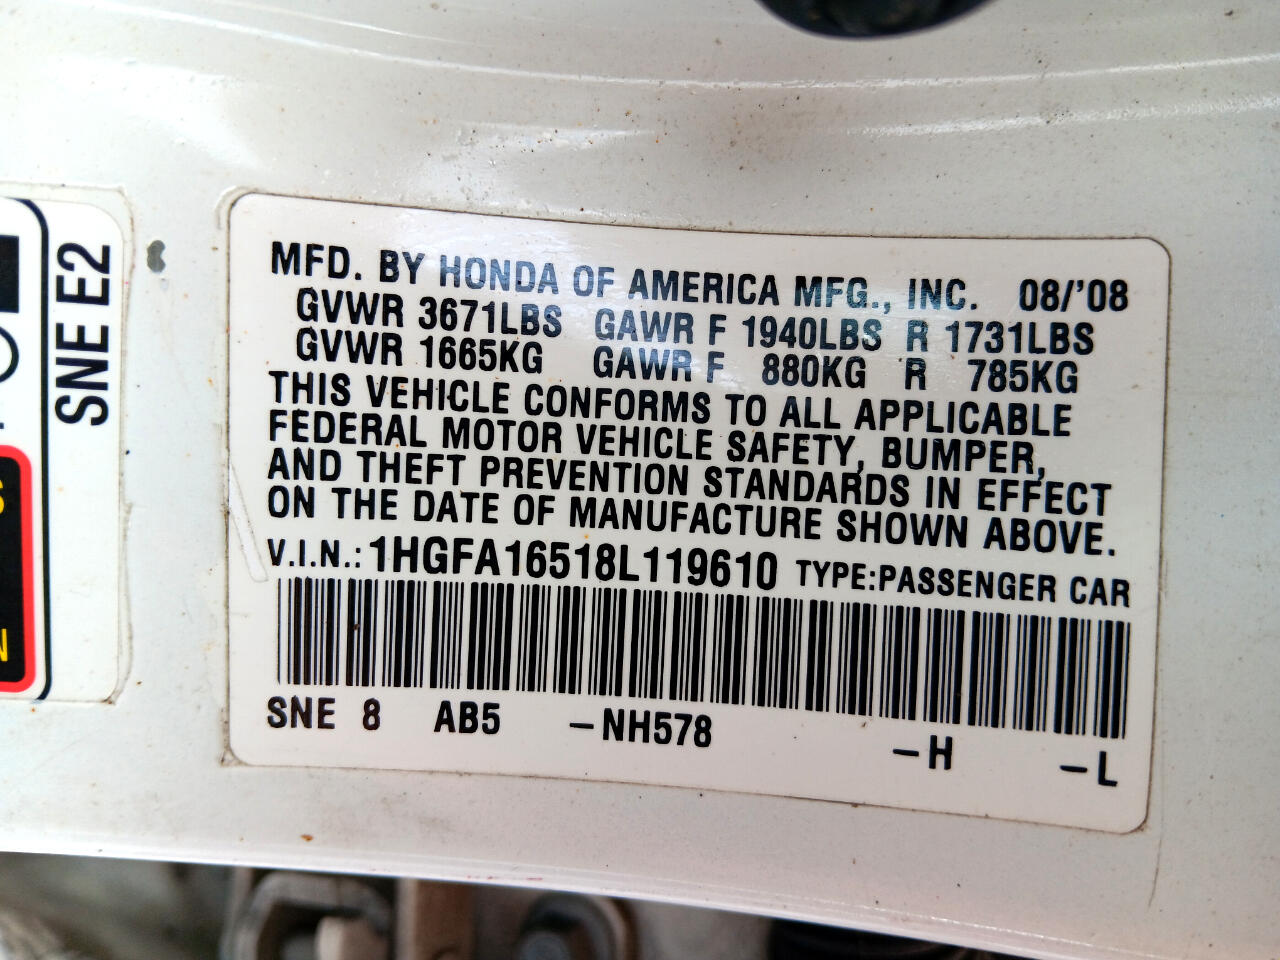 SNE E2
MFD. BY HONDA OF AMERICA MFG., INC. 08/'08
GVWR 3671LBS GAWR F 1940LBS R 1731LBS
GVWR 1665KG GAWR F 880KG R 785KG
THIS VEHICLE CONFORMS TO ALL APPLICABLE
FEDERAL MOTOR VEHICLE SAFETY, BUMPER,
AND THEFT PREVENTION STANDARDS IN EFFECT
ON THE DATE OF MANUFACTURE SHOWN ABOVE.
V.I.N.: 1HGFA16518L119610 TYPE:PASSENGER CAR
SNE 8 AB5 –NH578 –H –L